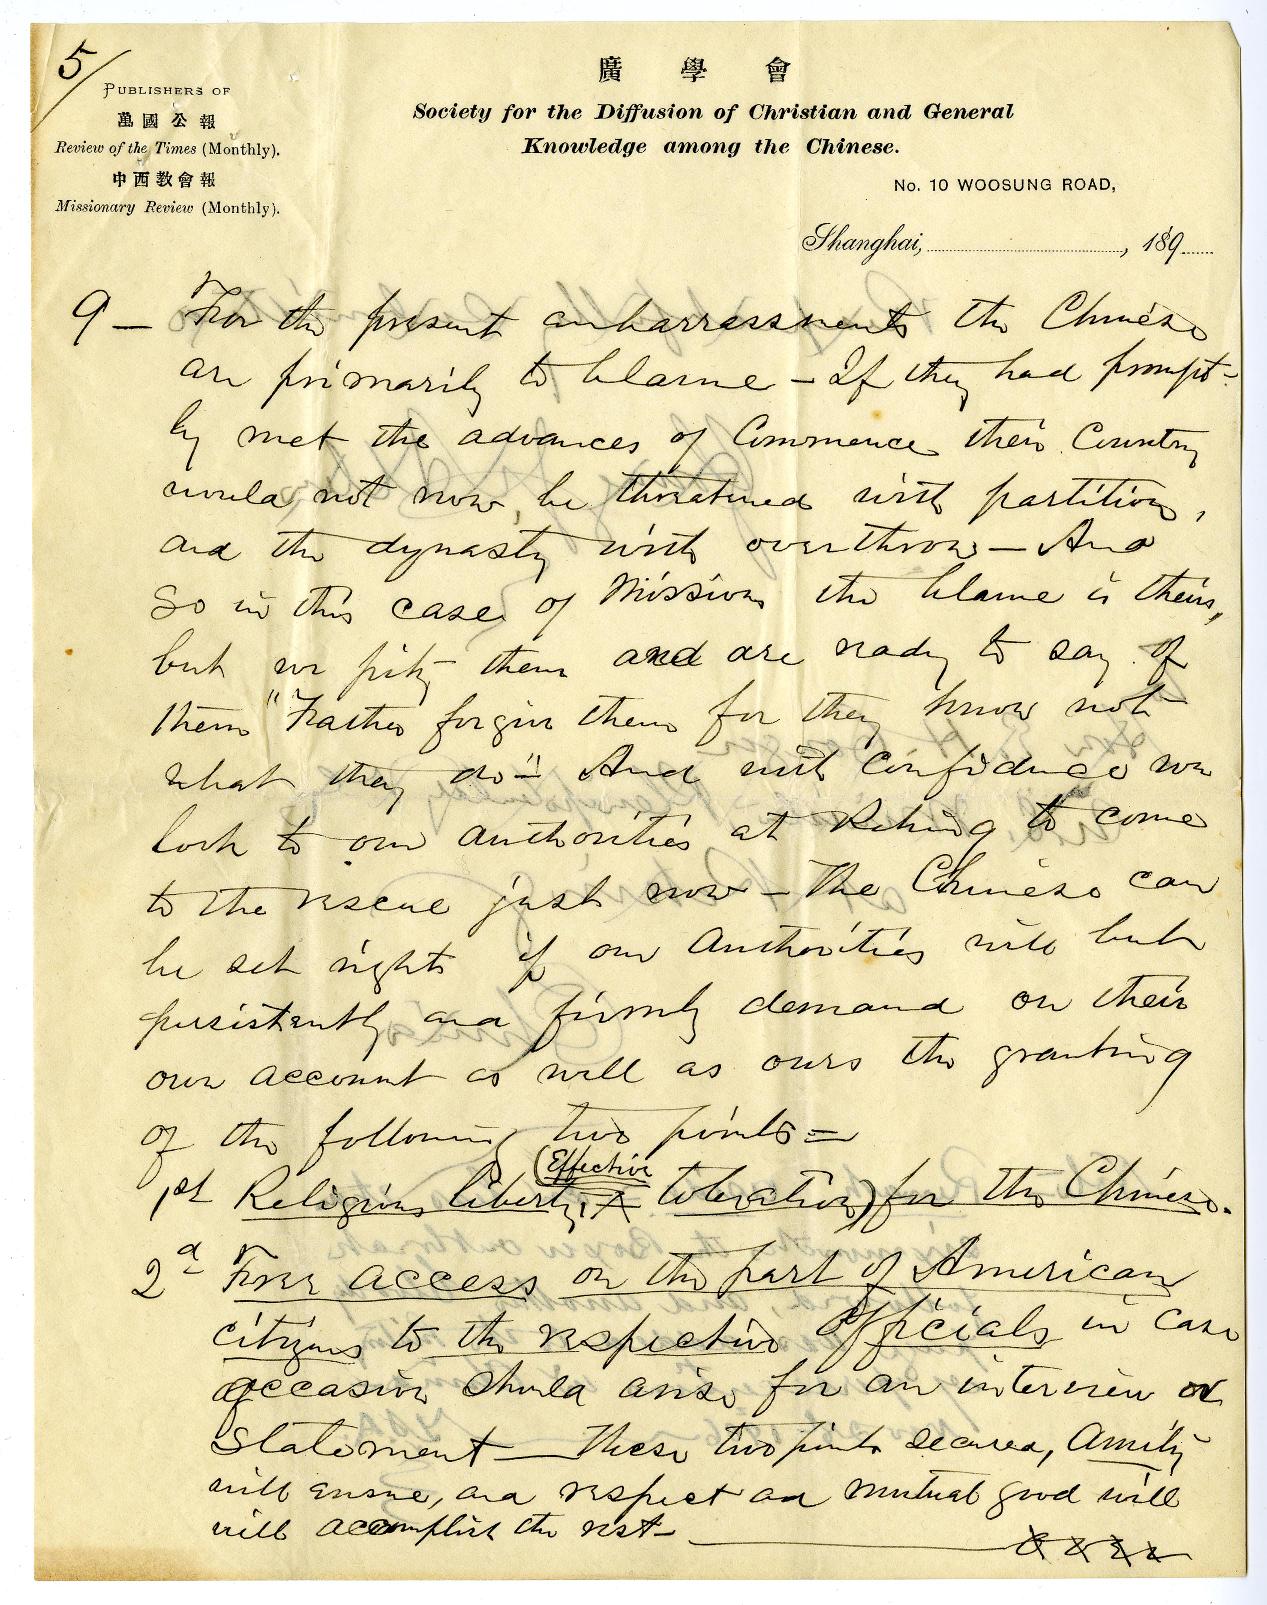 5/
PUBLISHERS OF
萬國公報
Review of the Times (Monthly).
中西教會報
Missionary Review (Monthly).
廣 學 會
Society for the Diffusion of Christian and General
Knowledge among the Chinese.
No. 10 WOOSUNG ROAD,
Shanghai, , 189
9 — For the present embarrassments the Chinese
are primarily to blame — If they had prompt-
ly met the advances of Commerce their Country
would not now be threatened with partition,
and the dynasty with overthrow — And
so in this case of Missions the blame is theirs,
but we pity them and are ready to say of
them "Father forgive them for they know not
what they do" And with confidence we
look to our authorities at Peking to come
to the rescue just now — The Chinese can
be set right if our Authorities will but
persistently and firmly demand on their
own account as well as ours the granting
of the following two points =
(Effective
1st Religious liberty, toleration) for the Chinese.
2d Free access on the part of American
citizens to the respective officials in case
occasion should arise for an interview or
Statement — These two points secured, Amity
will ensue, and respect and mutual good will
will accomplish the rest —